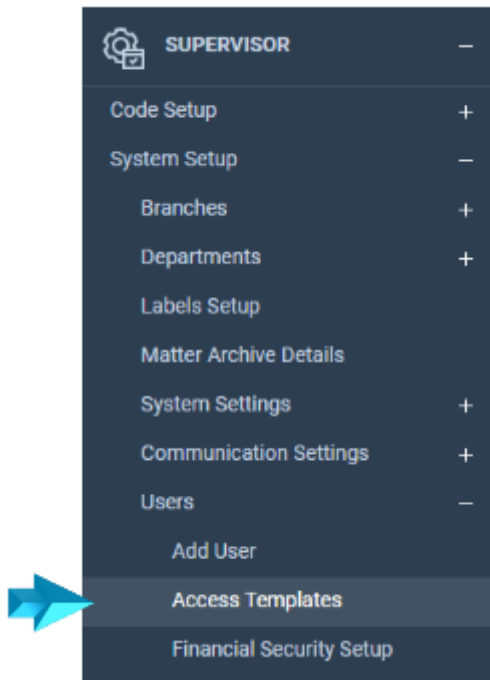 SUPERVISOR −
Code Setup +
System Setup −
Branches +
Departments +
Labels Setup
Matter Archive Details
System Settings +
Communication Settings +
Users −
Add User
Access Templates
Financial Security Setup